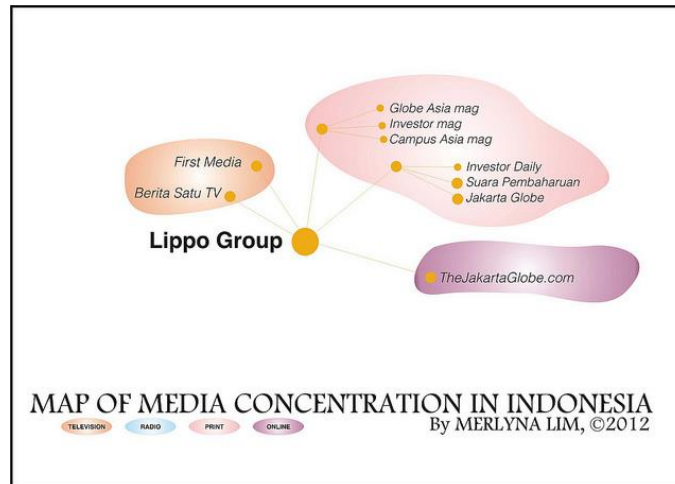 Globe Asia mag
Investor mag
Campus Asia mag
First Media
Investor Daily
Suara Pembaharuan
Berita Satu TV
Jakarta Globe
Lippo Group
TheJakartaGlobe.com
MAP OF MEDIA CONCENTRATION IN INDONESIA
By MERLYNA LIM, ©2012
TELEVISION
RADIO
PRINT
ONLINE